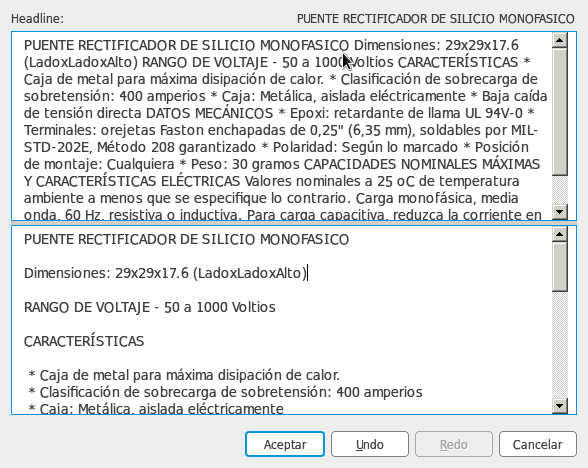 Headline: PUENTE RECTIFICADOR DE SILICIO MONOFASICO
PUENTE RECTIFICADOR DE SILICIO MONOFASICO Dimensiones: 29x29x17.6
(LadoxLadoxAlto) RANGO DE VOLTAJE - 50 a 1000 Voltios CARACTERÍSTICAS *
Caja de metal para máxima disipación de calor. * Clasificación de sobrecarga de
sobretensión: 400 amperios * Caja: Metálica, aislada eléctricamente * Baja caída
de tensión directa DATOS MECÁNICOS * Epoxi: retardante de llama UL 94V-0 *
Terminales: orejetas Faston enchapadas de 0,25" (6,35 mm), soldables por MIL-
STD-202E, Método 208 garantizado * Polaridad: Según lo marcado * Posición
de montaje: Cualquiera * Peso: 30 gramos CAPACIDADES NOMINALES MÁXIMAS
Y CARACTERÍSTICAS ELÉCTRICAS Valores nominales a 25 oC de temperatura
ambiente a menos que se especifique lo contrario. Carga monofásica, media
onda, 60 Hz, resistiva o inductiva. Para carga capacitiva, reduzca la corriente en
PUENTE RECTIFICADOR DE SILICIO MONOFASICO
Dimensiones: 29x29x17.6 (LadoxLadoxAlto)
RANGO DE VOLTAJE - 50 a 1000 Voltios
CARACTERÍSTICAS
* Caja de metal para máxima disipación de calor.
* Clasificación de sobrecarga de sobretensión: 400 amperios
* Caja: Metálica, aislada eléctricamente
Aceptar Undo Redo Cancelar